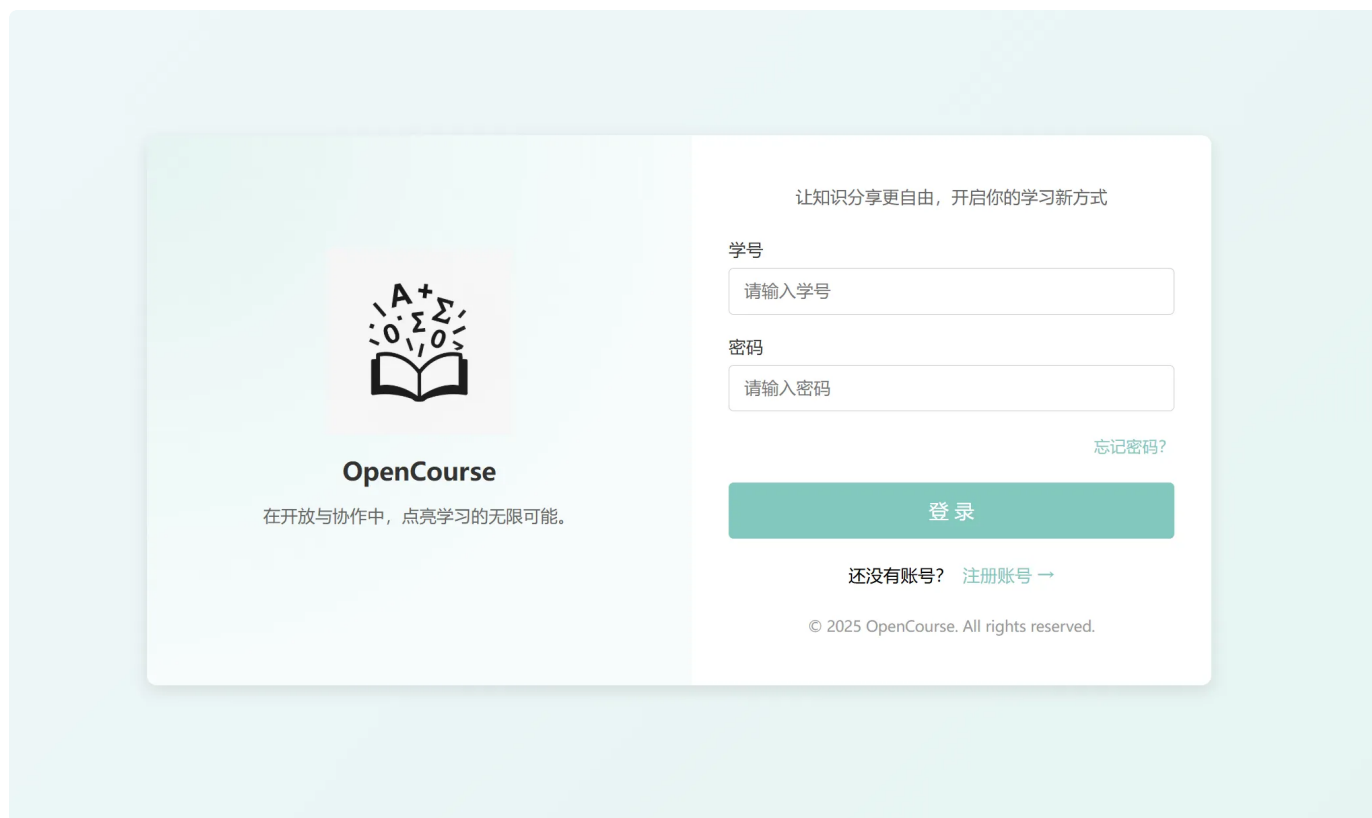 A+
Σ
0 Σ 0
OpenCourse
在开放与协作中，点亮学习的无限可能。
让知识分享更自由，开启你的学习新方式
学号
请输入学号
密码
请输入密码
忘记密码？
登 录
还没有账号？ 注册账号 →
© 2025 OpenCourse. All rights reserved.